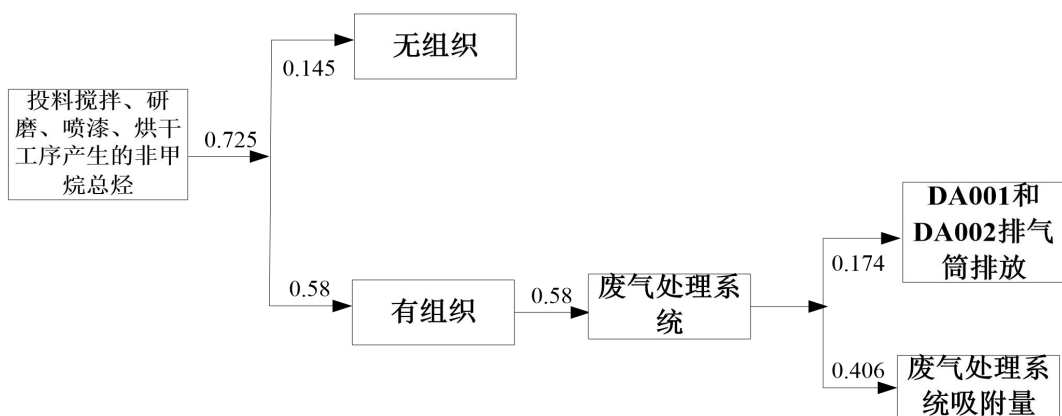 无组织
0.145
投料搅拌、研
磨、喷漆、烘干
工序产生的非甲
烷总烃
0.725
0.58
有组织
0.58
废气处理系
统
DA001和
DA002排气
筒排放
0.174
0.406
废气处理系
统吸附量